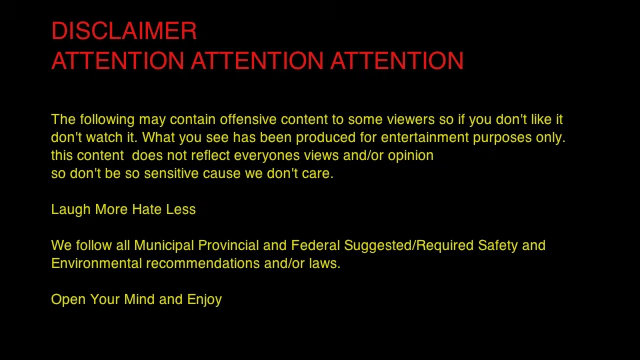 DISCLAIMER
ATTENTION ATTENTION ATTENTION
The following may contain offensive content to some viewers so if you don't like it
don't watch it. What you see has been produced for entertainment purposes only.
this content  does not reflect everyones views and/or opinion
so don't be so sensitive cause we don't care.
Laugh More Hate Less
We follow all Municipal Provincial and Federal Suggested/Required Safety and
Environmental recommendations and/or laws.
Open Your Mind and Enjoy